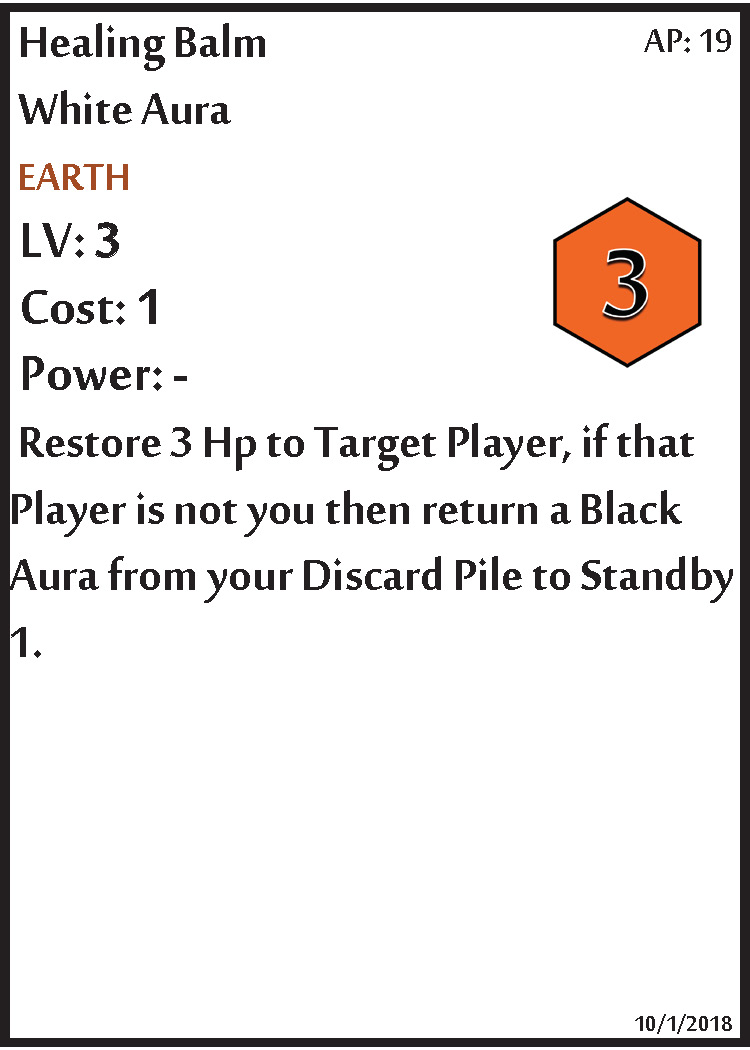 Healing Balm
AP: 19
White Aura
EARTH
LV: 3
Cost: 1
3
Power: -
Restore 3 Hp to Target Player, if that
Player is not you then return a Black
Aura from your Discard Pile to Standby
1.
10/1/2018